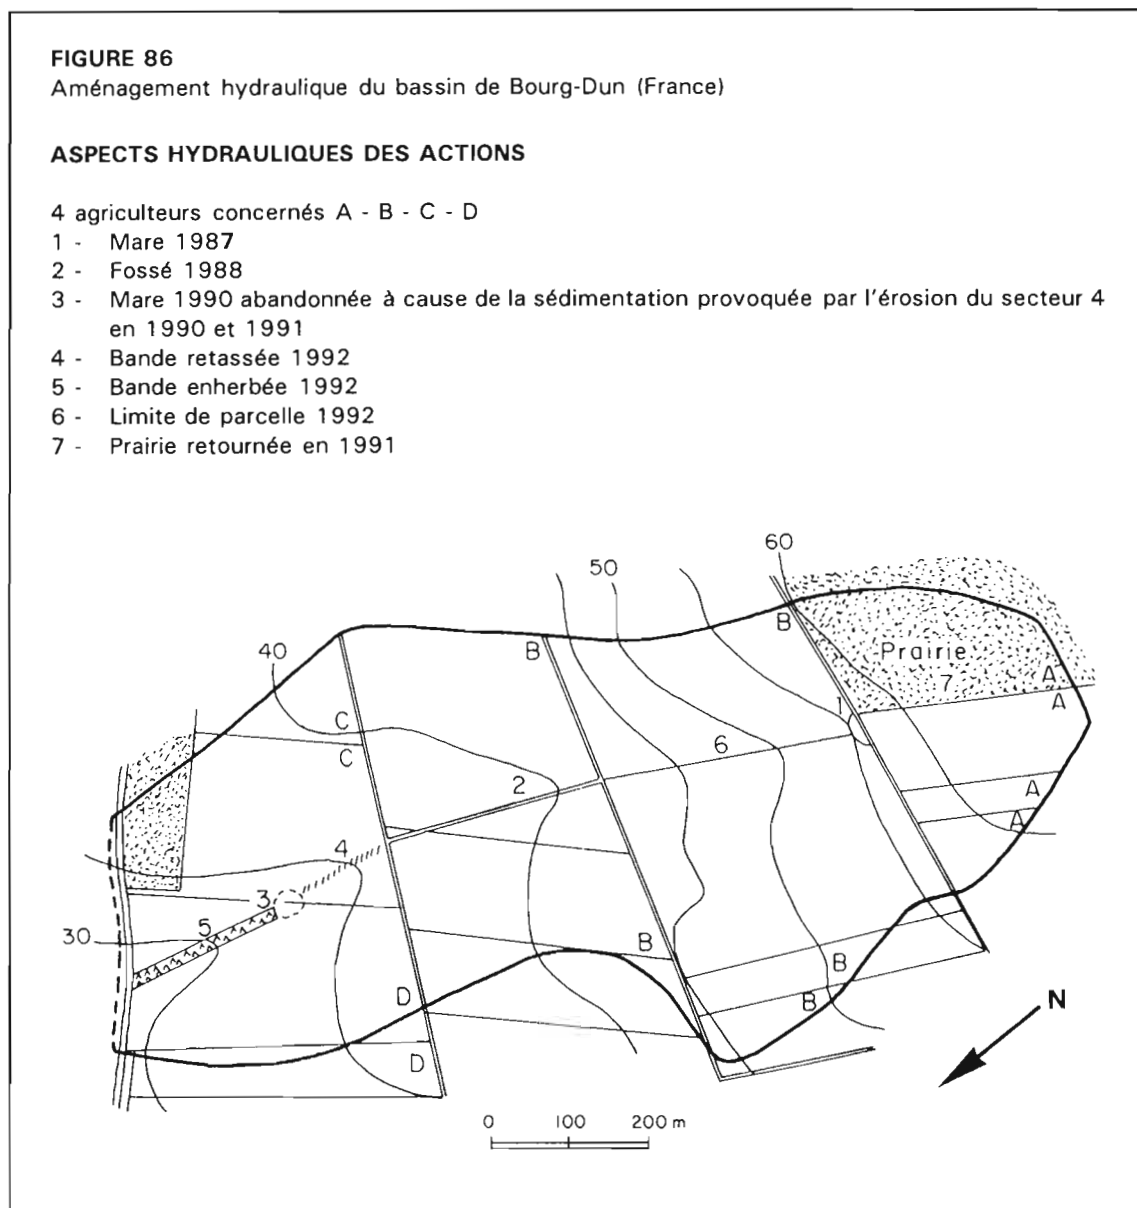 FIGURE 86
Aménagement hydraulique du bassin de Bourg-Dun (France)
ASPECTS HYDRAULIQUES DES ACTIONS
4 agriculteurs concernés A - B - C - D
1 - Mare 1987
2 - Fossé 1988
3 - Mare 1990 abandonnée à cause de la sédimentation provoquée par l'érosion du secteur 4
en 1990 et 1991
4 - Bande retassée 1992
5 - Bande enherbée 1992
6 - Limite de parcelle 1992
7 - Prairie retournée en 1991
60
50
B
40
B
Prairie
7
A
A
1
C
C
6
2
A
A
4
3
5
30
B
B
B
D
D
N
0 100 200 m